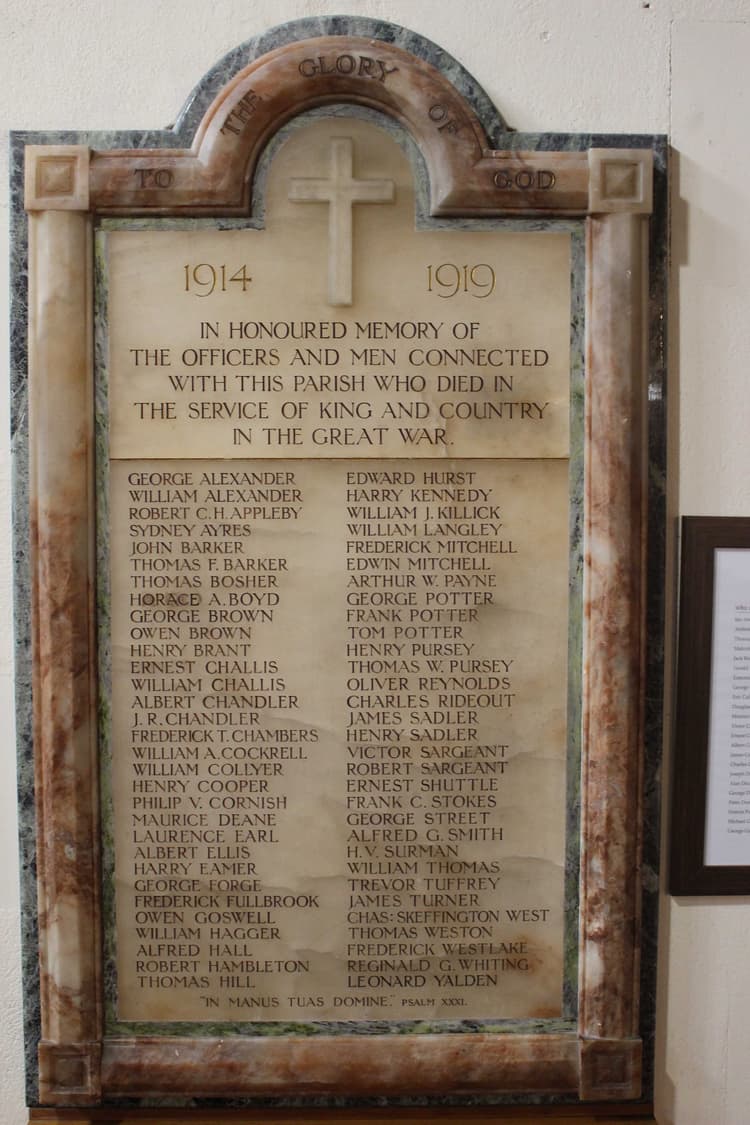 TO THE GLORY OF GOD
1914 1919
IN HONOURED MEMORY OF
THE OFFICERS AND MEN CONNECTED
WITH THIS PARISH WHO DIED IN
THE SERVICE OF KING AND COUNTRY
IN THE GREAT WAR.
GEORGE ALEXANDER
WILLIAM ALEXANDER
ROBERT C.H. APPLEBY
SYDNEY AYRES
JOHN BARKER
THOMAS F. BARKER
THOMAS BOSHER
HORACE A. BOYD
GEORGE BROWN
OWEN BROWN
HENRY BRANT
ERNEST CHALLIS
WILLIAM CHALLIS
ALBERT CHANDLER
J.R. CHANDLER
FREDERICK T. CHAMBERS
WILLIAM A. COCKRELL
WILLIAM COLLYER
HENRY COOPER
PHILIP V. CORNISH
MAURICE DEANE
LAURENCE EARL
ALBERT ELLIS
HARRY EAMER
GEORGE FORGE
FREDERICK FULLBROOK
OWEN GOSWELL
WILLIAM HAGGER
ALFRED HALL
ROBERT HAMBLETON
THOMAS HILL
EDWARD HURST
HARRY KENNEDY
WILLIAM J. KILLICK
WILLIAM LANGLEY
FREDERICK MITCHELL
EDWIN MITCHELL
ARTHUR W. PAYNE
GEORGE POTTER
FRANK POTTER
TOM POTTER
HENRY PURSEY
THOMAS W. PURSEY
OLIVER REYNOLDS
CHARLES RIDEOUT
JAMES SADLER
HENRY SADLER
VICTOR SARGEANT
ROBERT SARGEANT
ERNEST SHUTTLE
FRANK C. STOKES
GEORGE STREET
ALFRED G. SMITH
H.V. SURMAN
WILLIAM THOMAS
TREVOR TUFFREY
JAMES TURNER
CHAS: SKEFFINGTON WEST
THOMAS WESTON
FREDERICK WESTLAKE
REGINALD G. WHITING
LEONARD YALDEN
"IN MANUS TUAS DOMINE." PSALM XXXI.